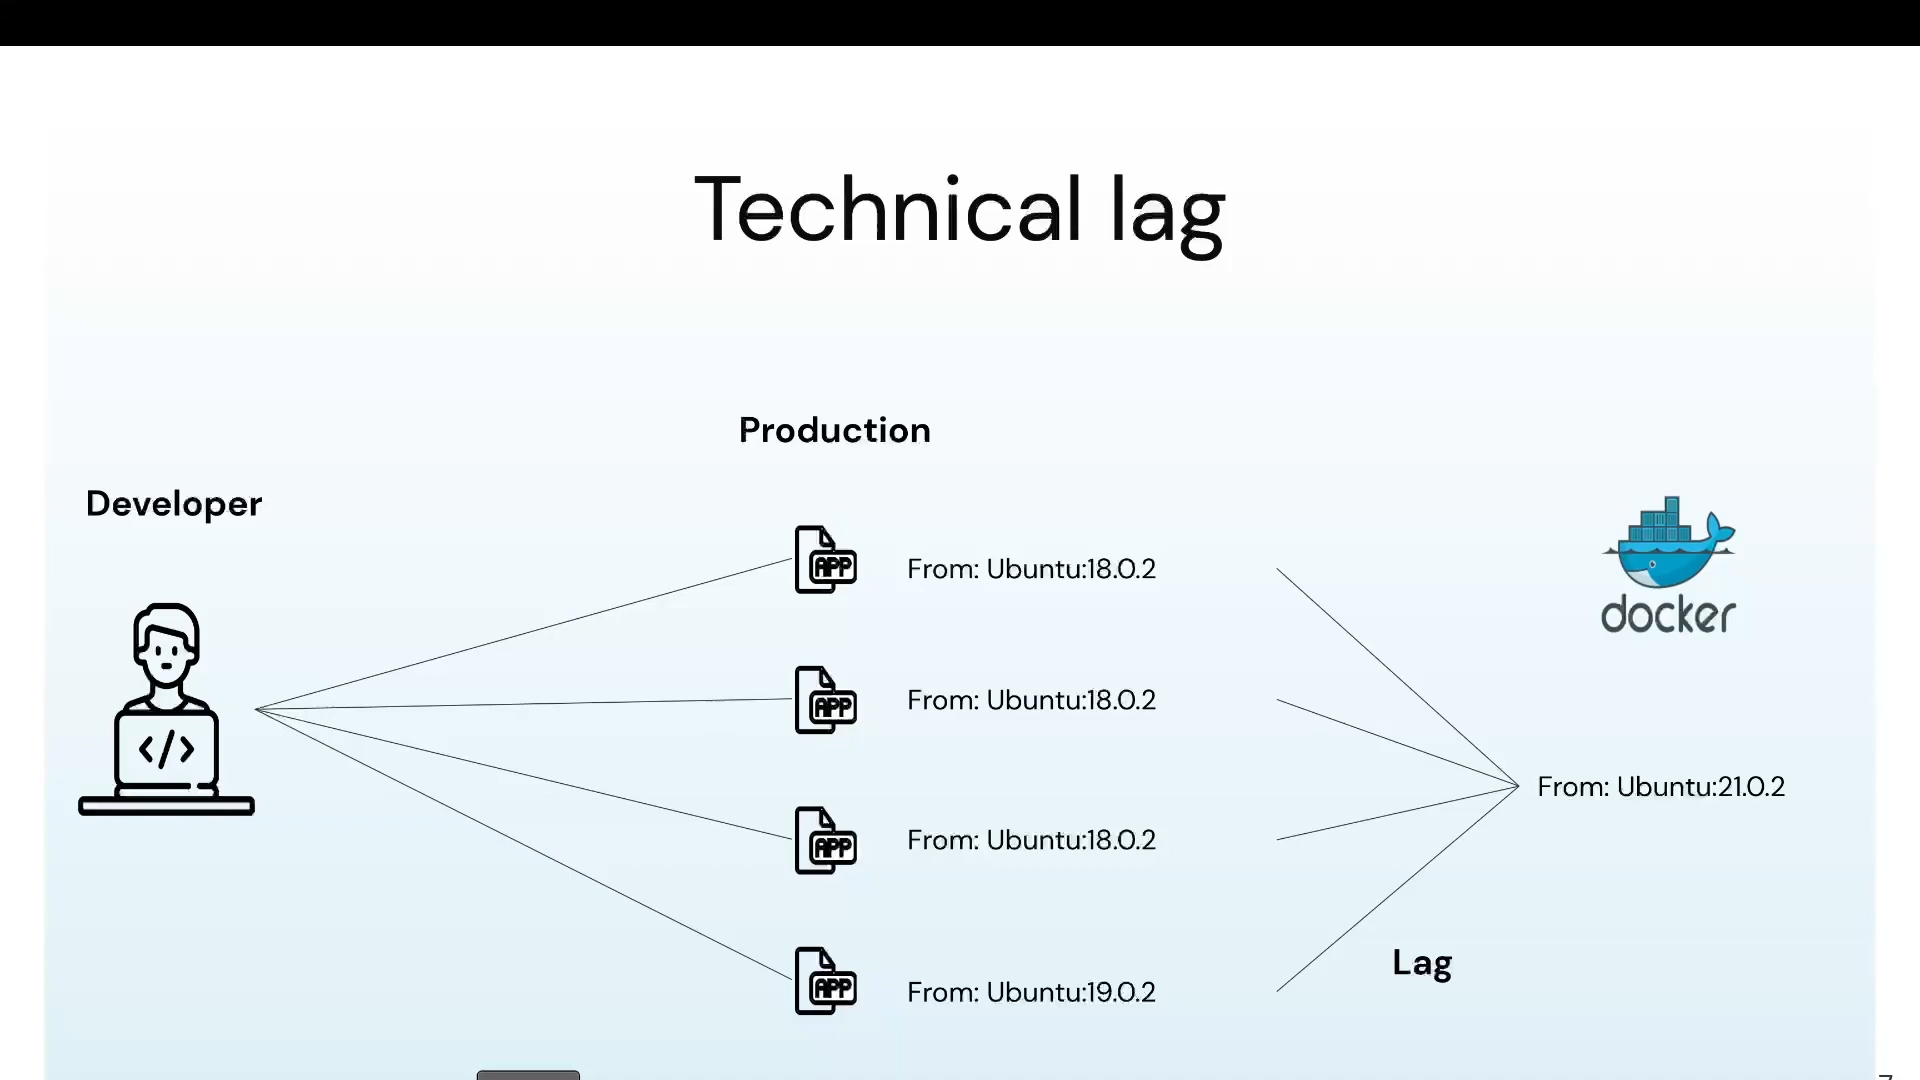 Technical lag
Production
Developer
APP
From: Ubuntu:18.0.2
docker
APP
From: Ubuntu:18.0.2
</>
From: Ubuntu:21.0.2
APP
From: Ubuntu:18.0.2
Lag
APP
From: Ubuntu:19.0.2